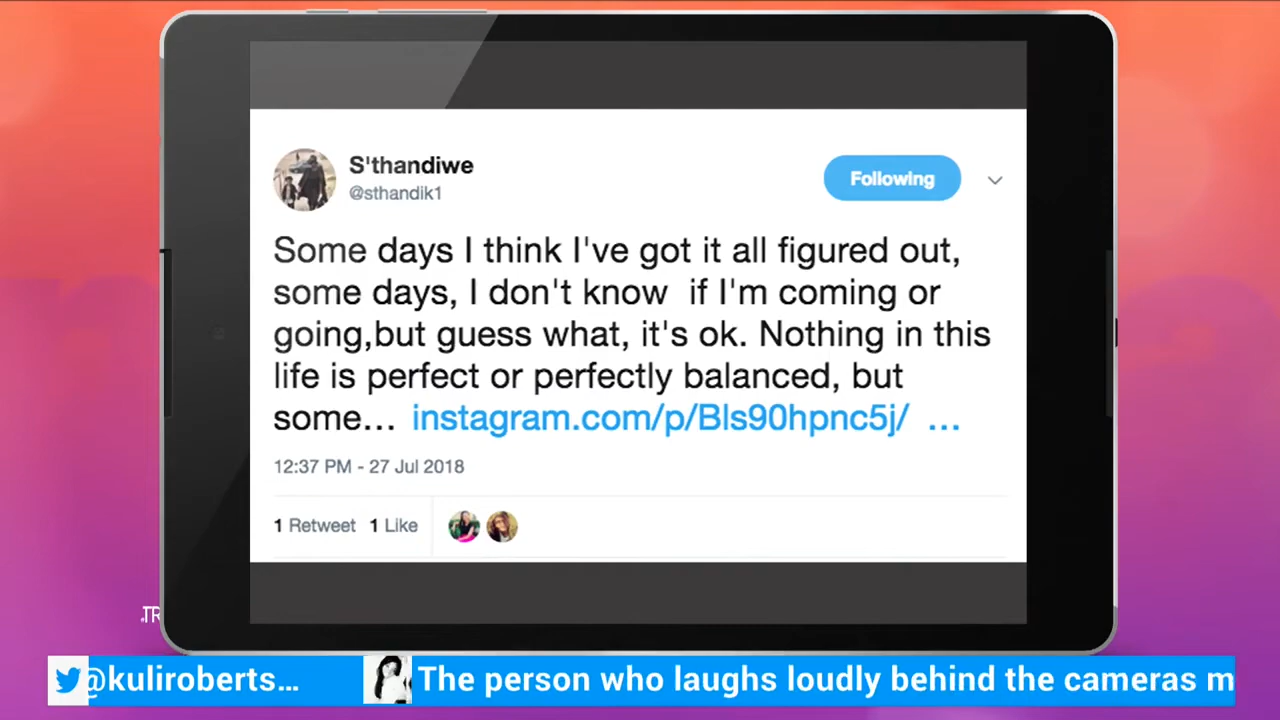 S'thandiwe
@sthandik1
Following
Some days I think I've got it all figured out,
some days, I don't know  if I'm coming or
going,but guess what, it's ok. Nothing in this
life is perfect or perfectly balanced, but
some... instagram.com/p/Bls90hpnc5j/ ...
12:37 PM - 27 Jul 2018
1 Retweet 1 Like
.TR
@kuliroberts... The person who laughs loudly behind the cameras m